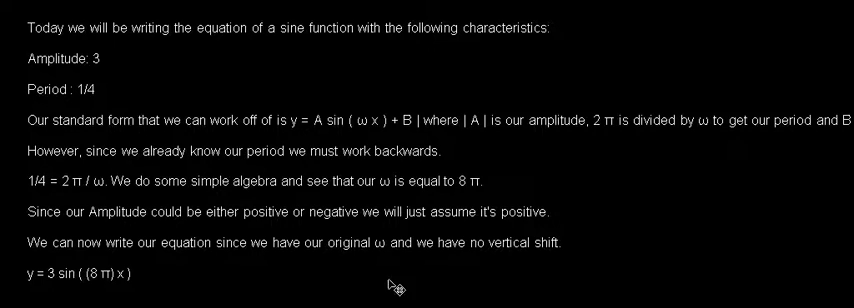 Today we will be writing the equation of a sine function with the following characteristics:
Amplitude: 3
Period : 1/4
Our standard form that we can work off of is y = A sin ( ω x ) + B | where | A | is our amplitude, 2 π is divided by ω to get our period and B
However, since we already know our period we must work backwards.
1/4 = 2 π / ω. We do some simple algebra and see that our ω is equal to 8 π.
Since our Amplitude could be either positive or negative we will just assume it's positive.
We can now write our equation since we have our original ω and we have no vertical shift.
y = 3 sin ( (8 π) x )